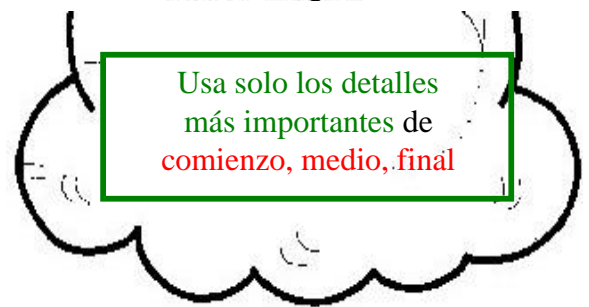 Usa solo los detalles
más importantes de
comienzo, medio, final